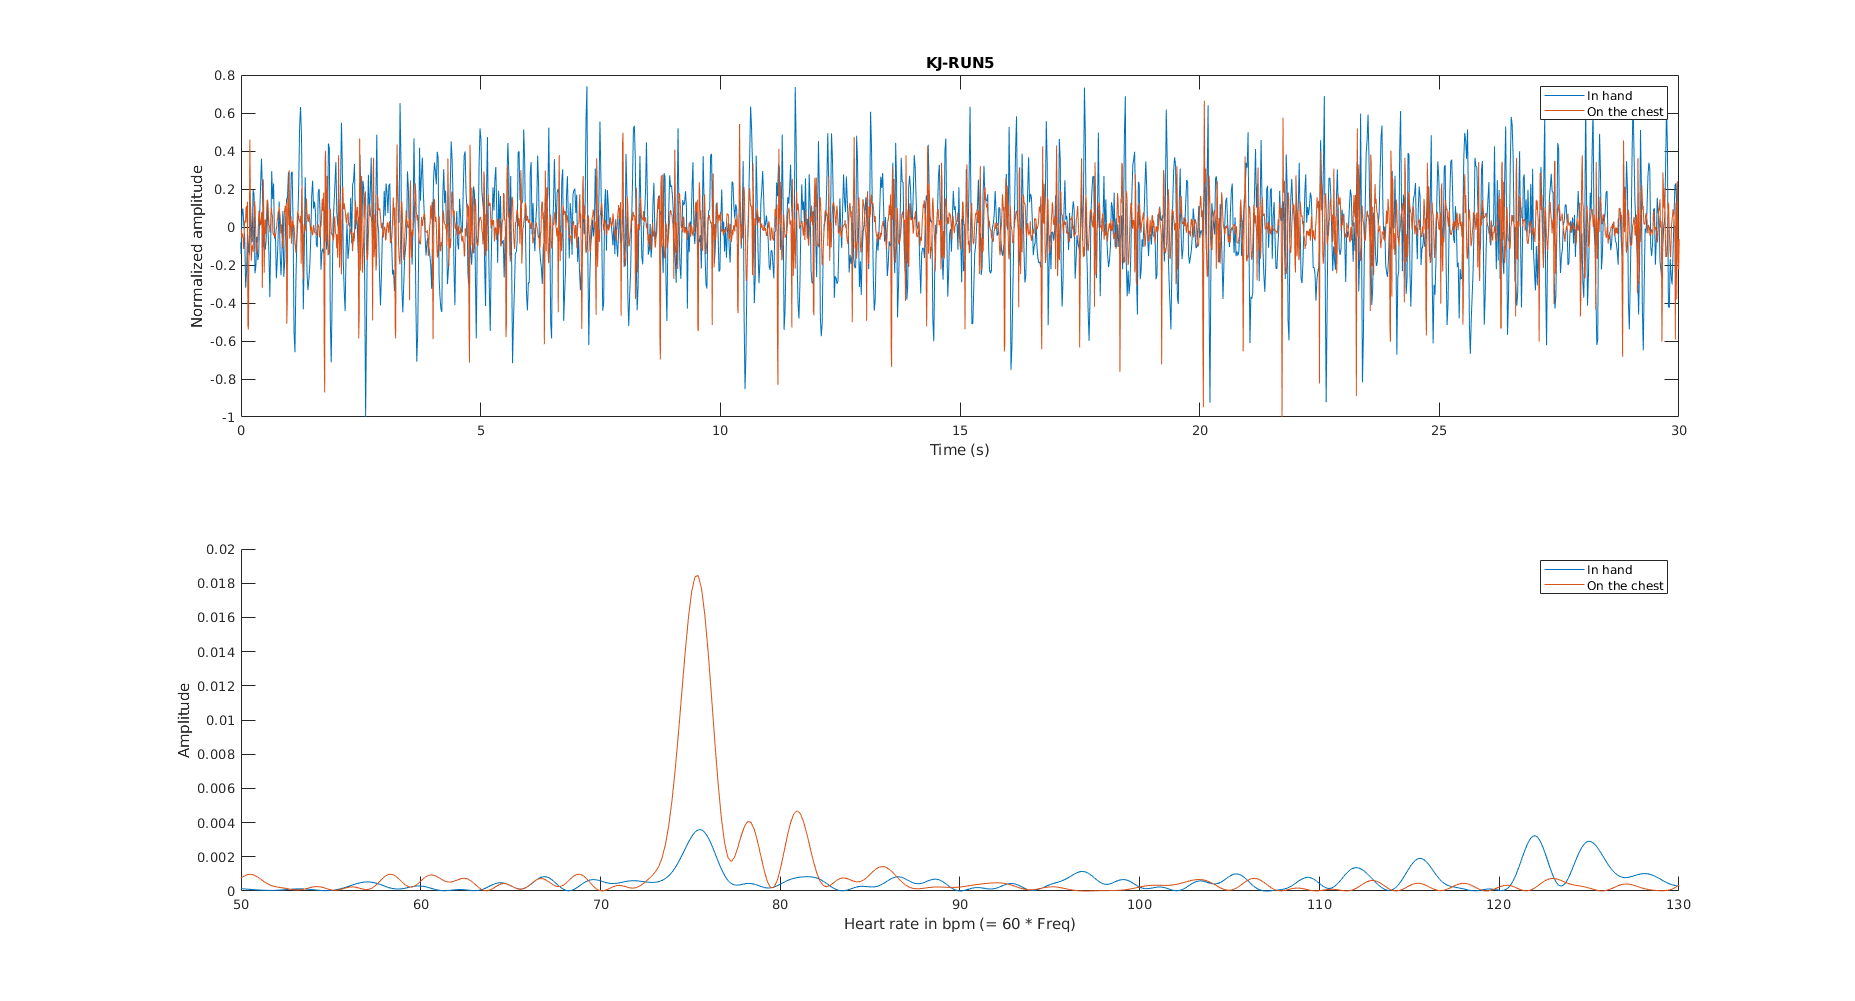 KJ-RUN5
0.8
0.6
0.4
0.2
0
-0.2
-0.4
-0.6
-0.8
-1
Normalized amplitude
In hand
On the chest
0 5 10 15 20 25 30
Time (s)
0.02
0.018
0.016
0.014
0.012
0.01
0.008
0.006
0.004
0.002
0
Amplitude
In hand
On the chest
50 60 70 80 90 100 110 120 130
Heart rate in bpm (= 60 * Freq)